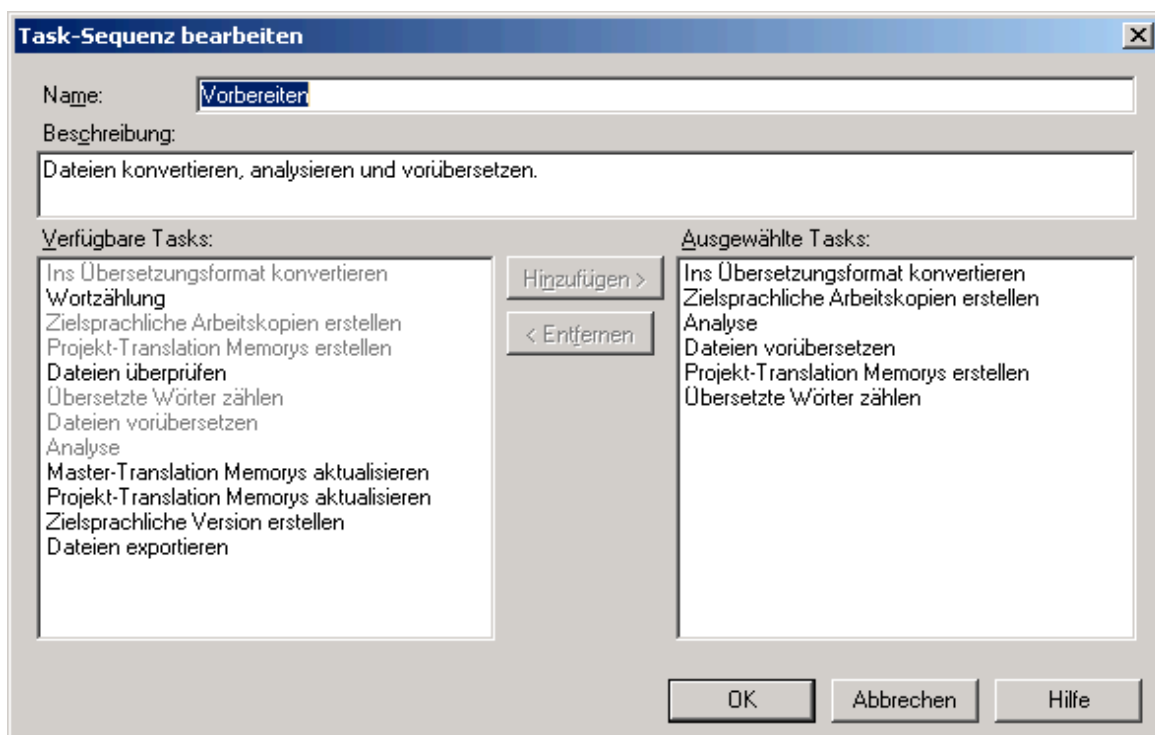 Task-Sequenz bearbeiten
Name: Vorbereiten
Beschreibung:
Dateien konvertieren, analysieren und vorübersetzen.
Verfügbare Tasks:
Ins Übersetzungsformat konvertieren
Wortzählung
Zielsprachliche Arbeitskopien erstellen
Projekt-Translation Memorys erstellen
Dateien überprüfen
Übersetzte Wörter zählen
Dateien vorübersetzen
Analyse
Master-Translation Memorys aktualisieren
Projekt-Translation Memorys aktualisieren
Zielsprachliche Version erstellen
Dateien exportieren
Hinzufügen >
< Entfernen
Ausgewählte Tasks:
Ins Übersetzungsformat konvertieren
Zielsprachliche Arbeitskopien erstellen
Analyse
Dateien vorübersetzen
Projekt-Translation Memorys erstellen
Übersetzte Wörter zählen
OK Abbrechen Hilfe